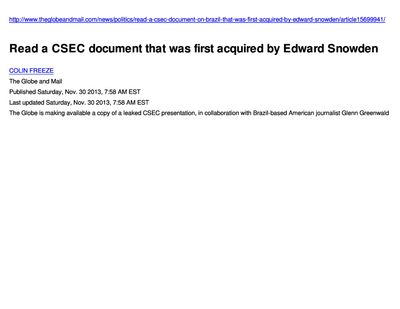 http://www.theglobeandmail.com/news/politics/read-a-csec-document-on-brazil-that-was-first-acquired-by-edward-snowden/article15699941/
Read a CSEC document that was first acquired by Edward Snowden
COLIN FREEZE
The Globe and Mail
Published Saturday, Nov. 30 2013, 7:58 AM EST
Last updated Saturday, Nov. 30 2013, 7:58 AM EST
The Globe is making available a copy of a leaked CSEC presentation, in collaboration with Brazil-based American journalist Glenn Greenwald